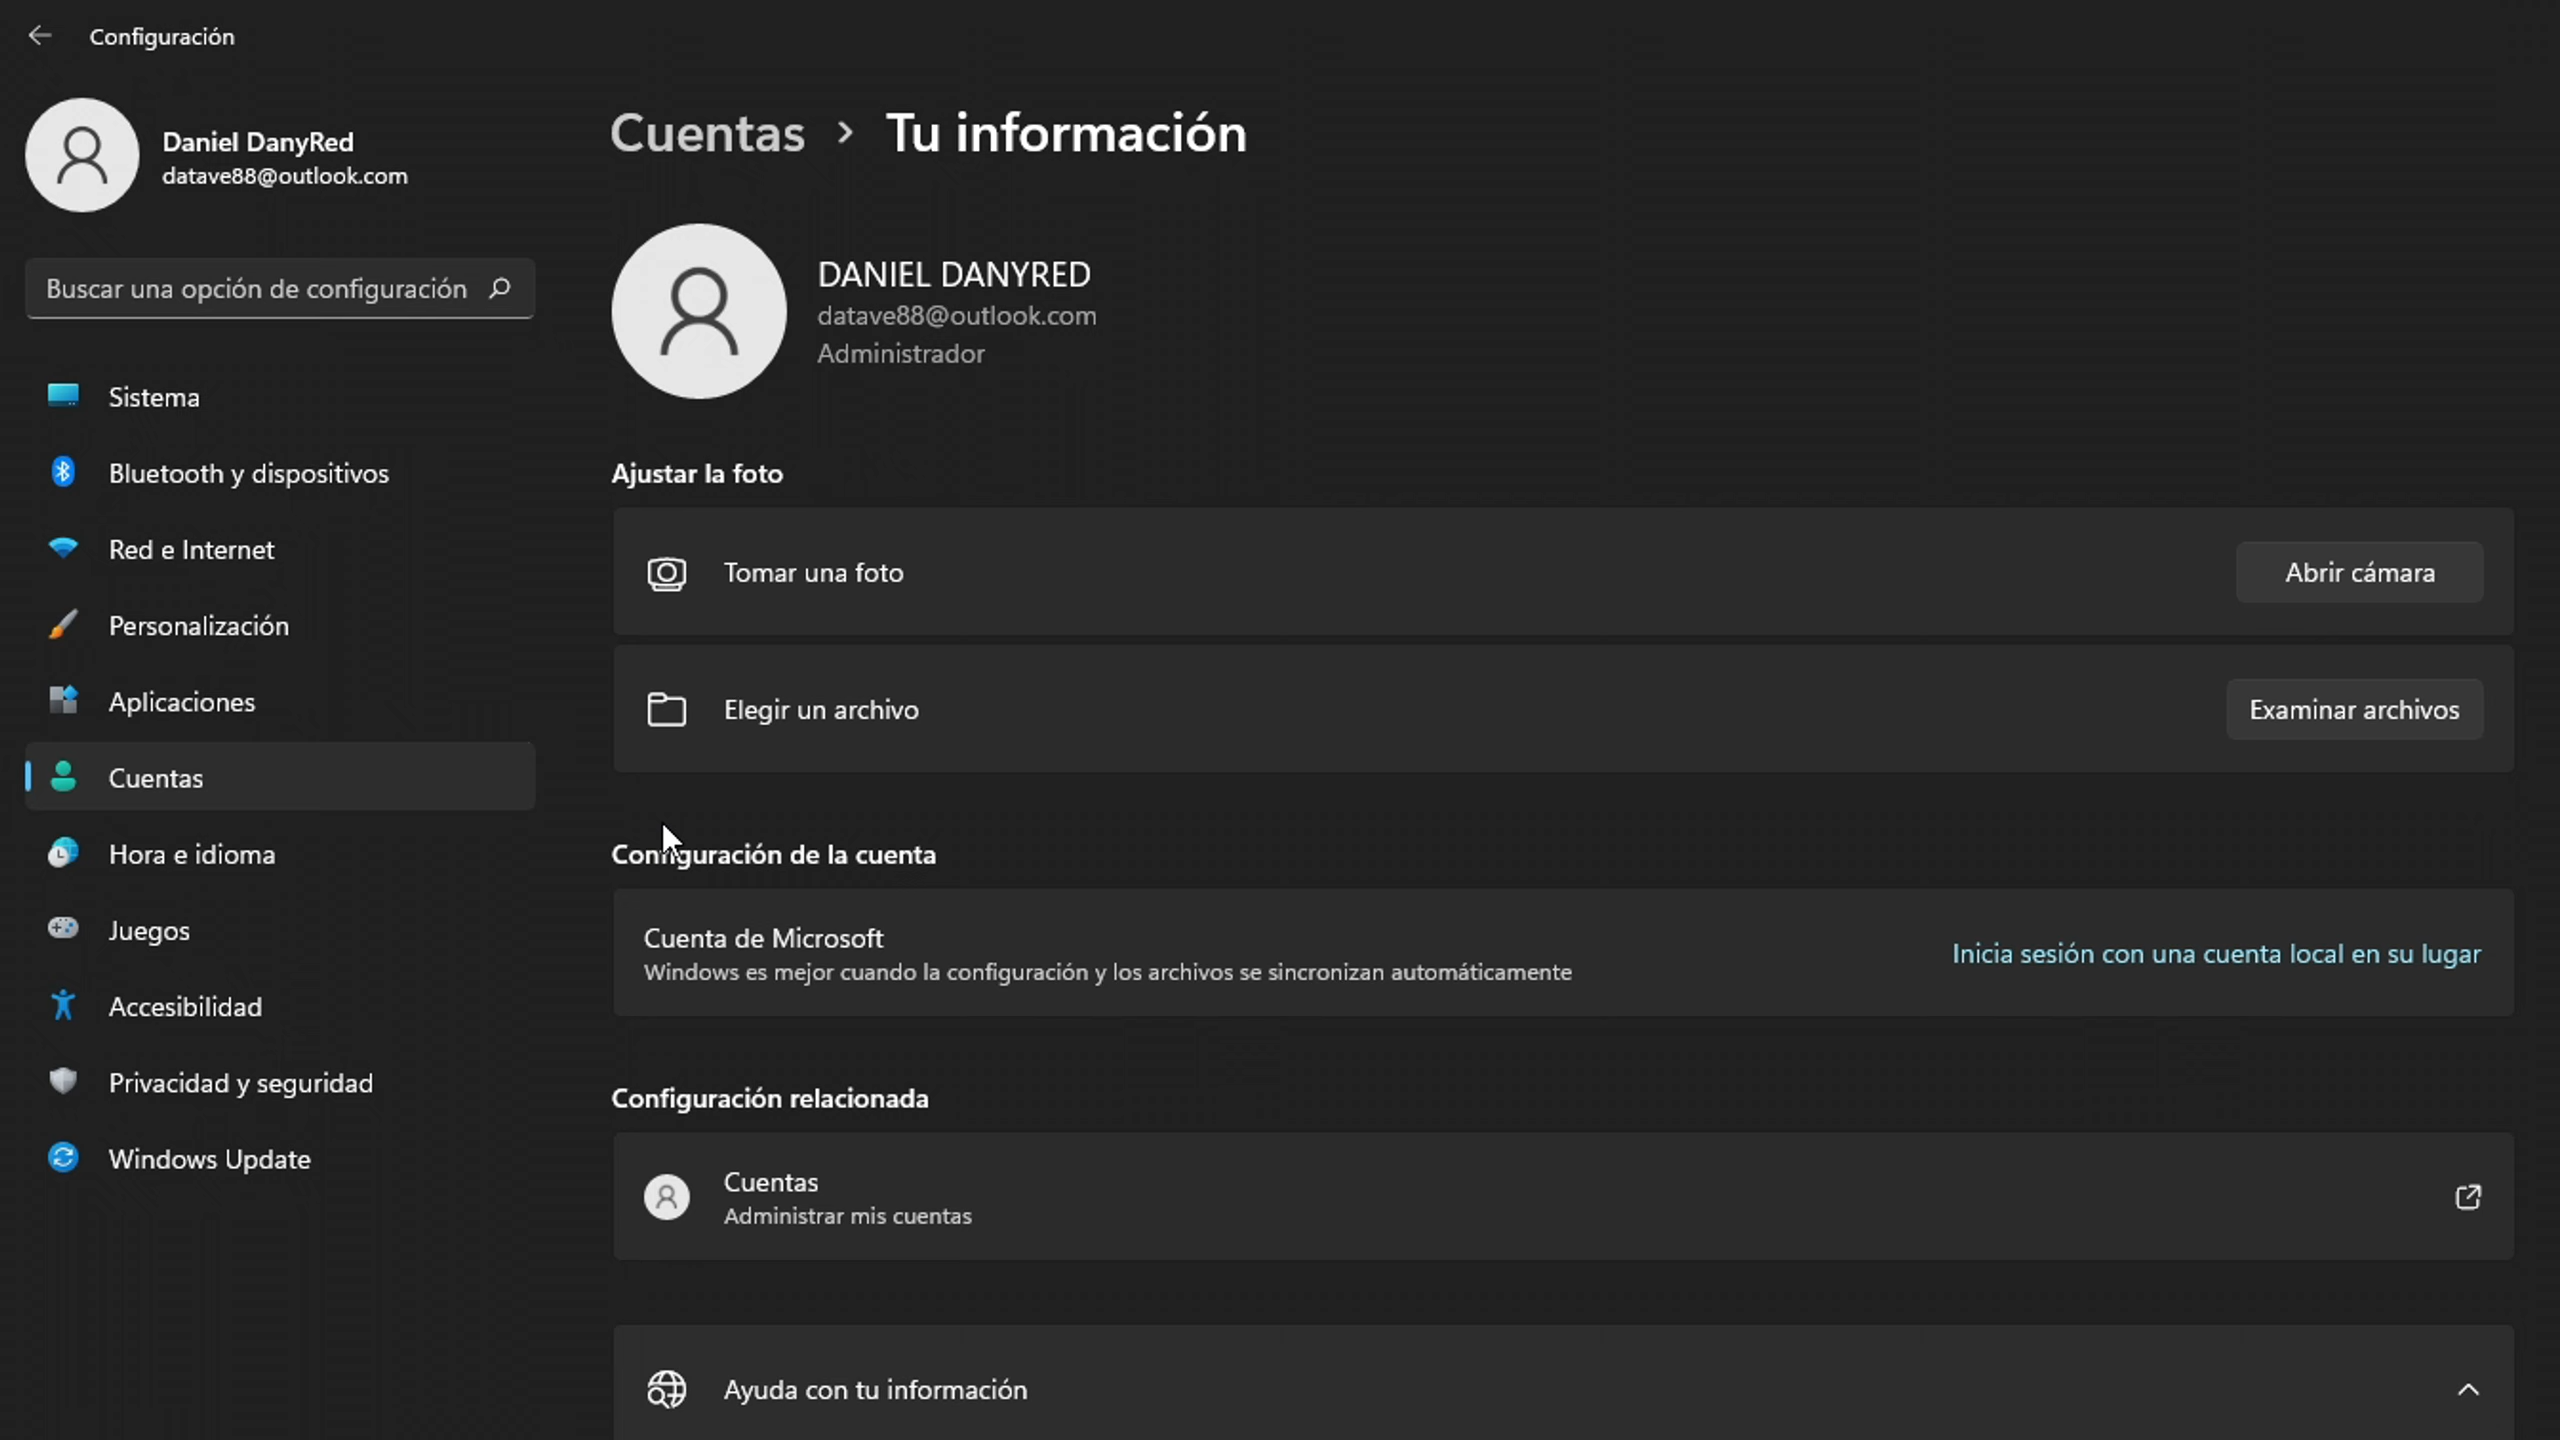 Configuración
Daniel DanyRed
datave88@outlook.com
Buscar una opción de configuración
Sistema
Bluetooth y dispositivos
Red e Internet
Personalización
Aplicaciones
Cuentas
Hora e idioma
Juegos
Accesibilidad
Privacidad y seguridad
Windows Update
Cuentas > Tu información
DANIEL DANYRED
datave88@outlook.com
Administrador
Ajustar la foto
Tomar una foto
Abrir cámara
Elegir un archivo
Examinar archivos
Configuración de la cuenta
Cuenta de Microsoft
Windows es mejor cuando la configuración y los archivos se sincronizan automáticamente
Inicia sesión con una cuenta local en su lugar
Configuración relacionada
Cuentas
Administrar mis cuentas
Ayuda con tu información